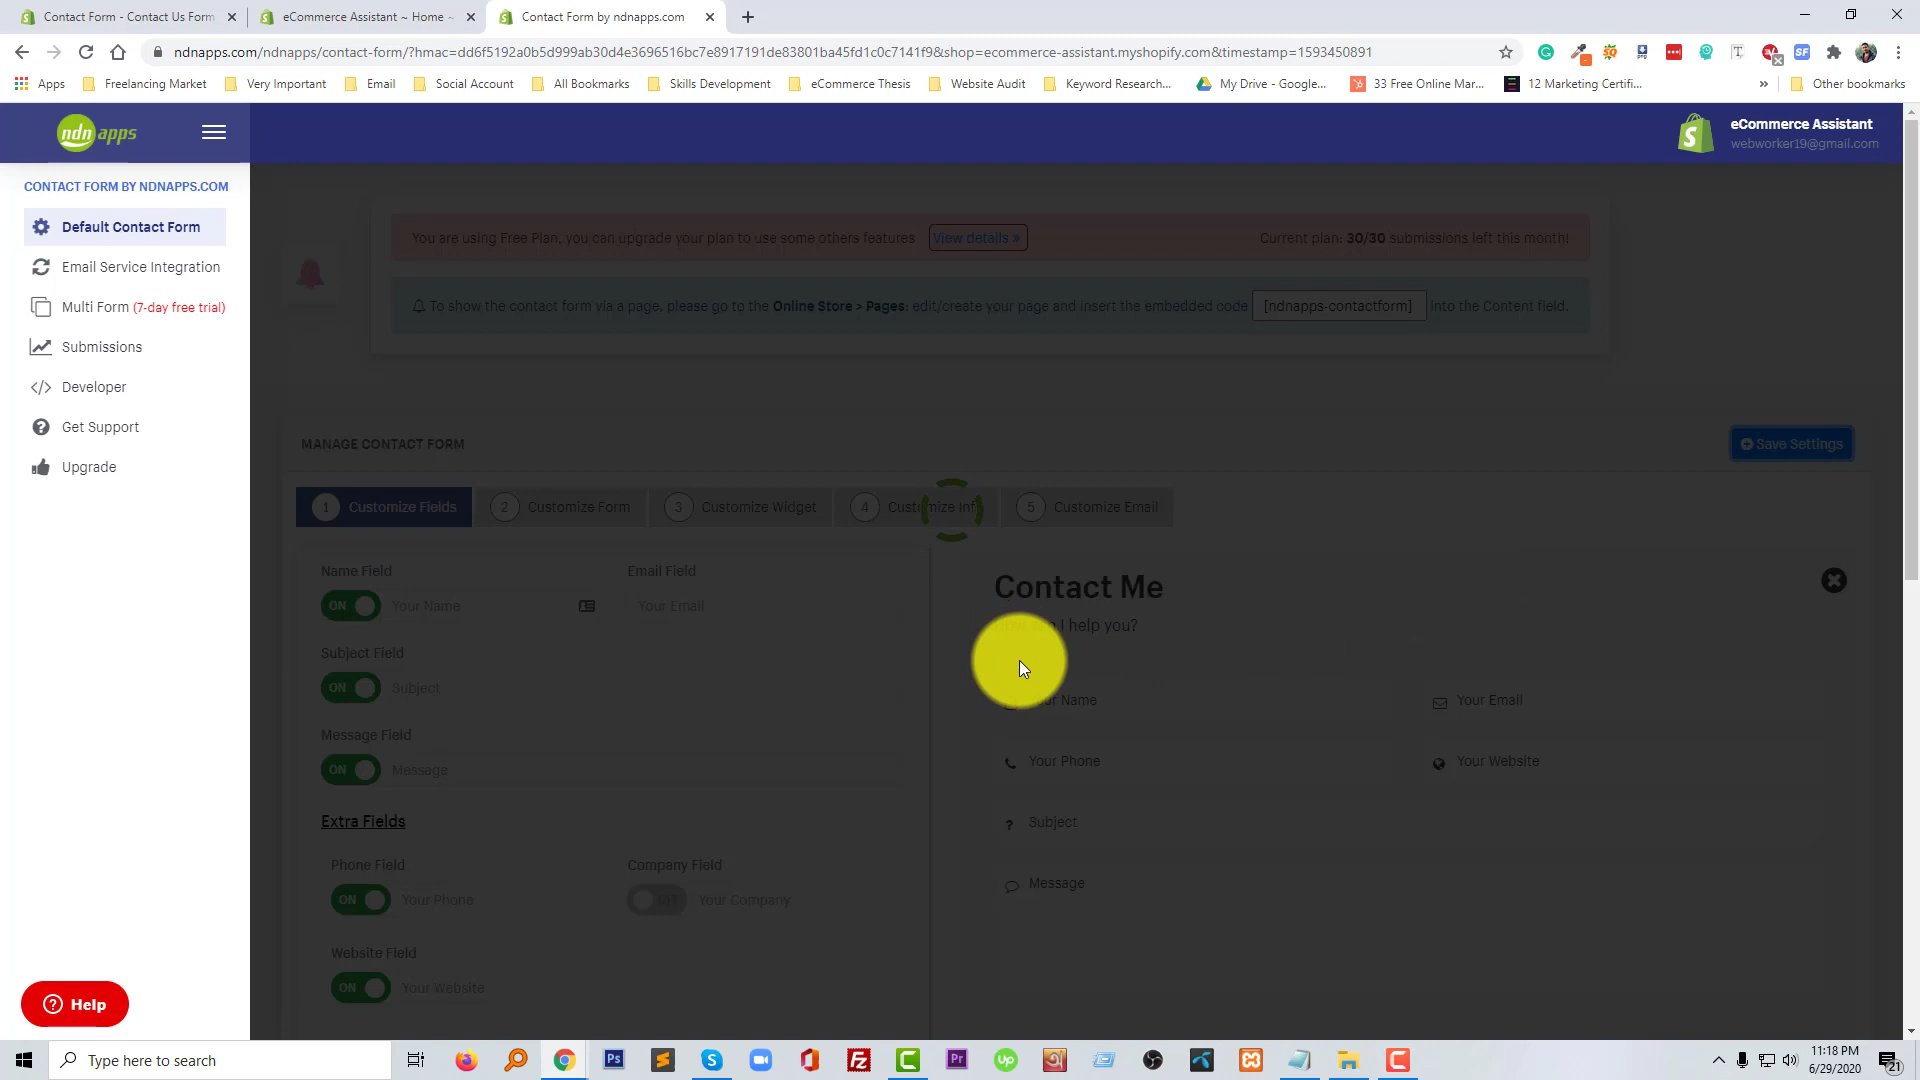 Contact Form - Contact Us Form
eCommerce Assistant ~ Home ~
Contact Form by ndnapps.com
ndnapps.com/ndnapps/contact-form/?hmac=dd6f5192a0b5d999ab30d4e3696516bc7e8917191de83801ba45fd1c0c7141f9&shop=ecommerce-assistant.myshopify.com&timestamp=1593450891
Apps Freelancing Market Very Important Email Social Account All Bookmarks Skills Development eCommerce Thesis Website Audit Keyword Research... My Drive - Google... 33 Free Online Mar... 12 Marketing Certifi... » Other bookmarks
ndn apps
eCommerce Assistant
webworker19@gmail.com
CONTACT FORM BY NDNAPPS.COM
Default Contact Form
Email Service Integration
Multi Form (7-day free trial)
Submissions
Developer
Get Support
Upgrade
Help
You are using Free Plan, you can upgrade your plan to use some others features View details » Current plan: 30/30 submissions left this month!
To show the contact form via a page, please go to the Online Store > Pages: edit/create your page and insert the embedded code [ndnapps-contactform] into the Content field.
MANAGE CONTACT FORM
Save Settings
1 Customize Fields 2 Customize Form 3 Customize Widget 4 Customize Inf 5 Customize Email
Name Field Email Field
ON Your Name Your Email
Subject Field
ON Subject
Message Field
ON Message
Extra Fields
Phone Field Company Field
ON Your Phone OFF Your Company
Website Field
ON Your Website
Contact Me
I help you?
Your Name Your Email
Your Phone Your Website
? Subject
Message
Type here to search
Ps
Pr
Up
11:18 PM
6/29/2020
21